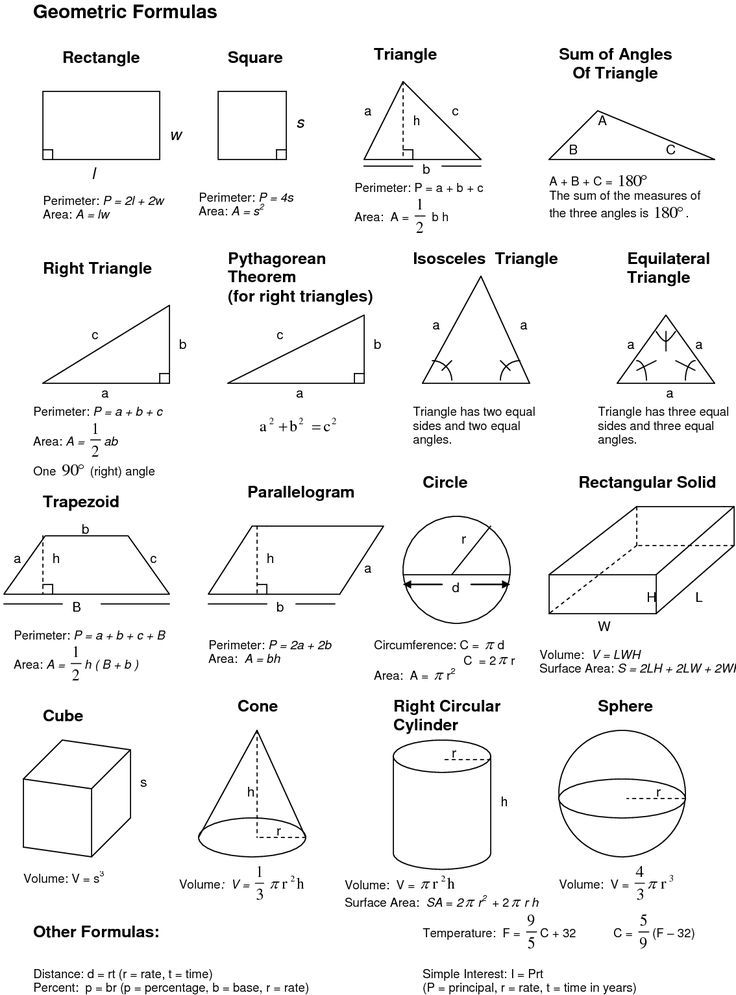 Geometric Formulas
Rectangle
w
l
Perimeter: P = 2l + 2w
Area: A = lw
Square
s
Perimeter: P = 4s
Area: A = s²
Triangle
a
h
c
b
Perimeter: P = a + b + c
Area: A = 1/2 b h
Sum of Angles
Of Triangle
A
B
C
A + B + C = 180°
The sum of the measures of
the three angles is 180°.
Right Triangle
c
b
a
Perimeter: P = a + b + c
Area: A = 1/2 ab
One 90° (right) angle
Pythagorean
Theorem
(for right triangles)
c
b
a
a² + b² = c²
Isosceles Triangle
a
a
Triangle has two equal
sides and two equal
angles.
Equilateral
Triangle
a
a
a
Triangle has three equal
sides and three equal
angles.
Trapezoid
b
a
h
c
B
Perimeter: P = a + b + c + B
Area: A = 1/2 h ( B + b )
Parallelogram
h
a
b
Perimeter: P = 2a + 2b
Area: A = bh
Circle
r
d
Circumference: C = π d
C = 2 π r
Area: A = π r²
Rectangular Solid
H
L
W
Volume: V = LWH
Surface Area: S = 2LH + 2LW + 2W
Cube
s
Volume: V = s³
Cone
h
r
Volume: V = 1/3 π r² h
Right Circular
Cylinder
r
h
Volume: V = π r² h
Surface Area: SA = 2 π r² + 2 π r h
Sphere
r
Volume: V = 4/3 π r³
Other Formulas:
Temperature: F = 9/5 C + 32
C = 5/9 (F – 32)
Distance: d = rt (r = rate, t = time)
Percent: p = br (p = percentage, b = base, r = rate)
Simple Interest: I = Prt
(P = principal, r = rate, t = time in years)